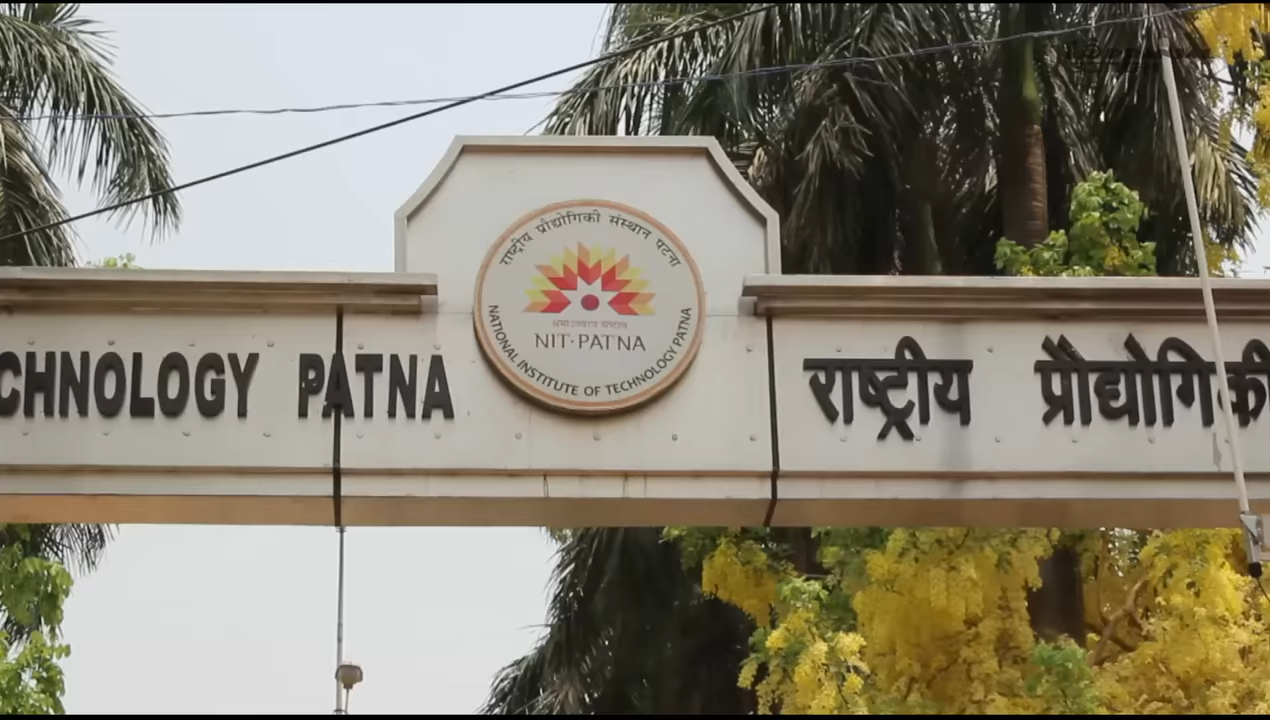 राष्ट्रीय प्रौद्योगिकी संस्थान पटना
NIT-PATNA
NATIONAL INSTITUTE OF TECHNOLOGY PATNA
CHNOLOGY PATNA
राष्ट्रीय प्रौद्योगिकी